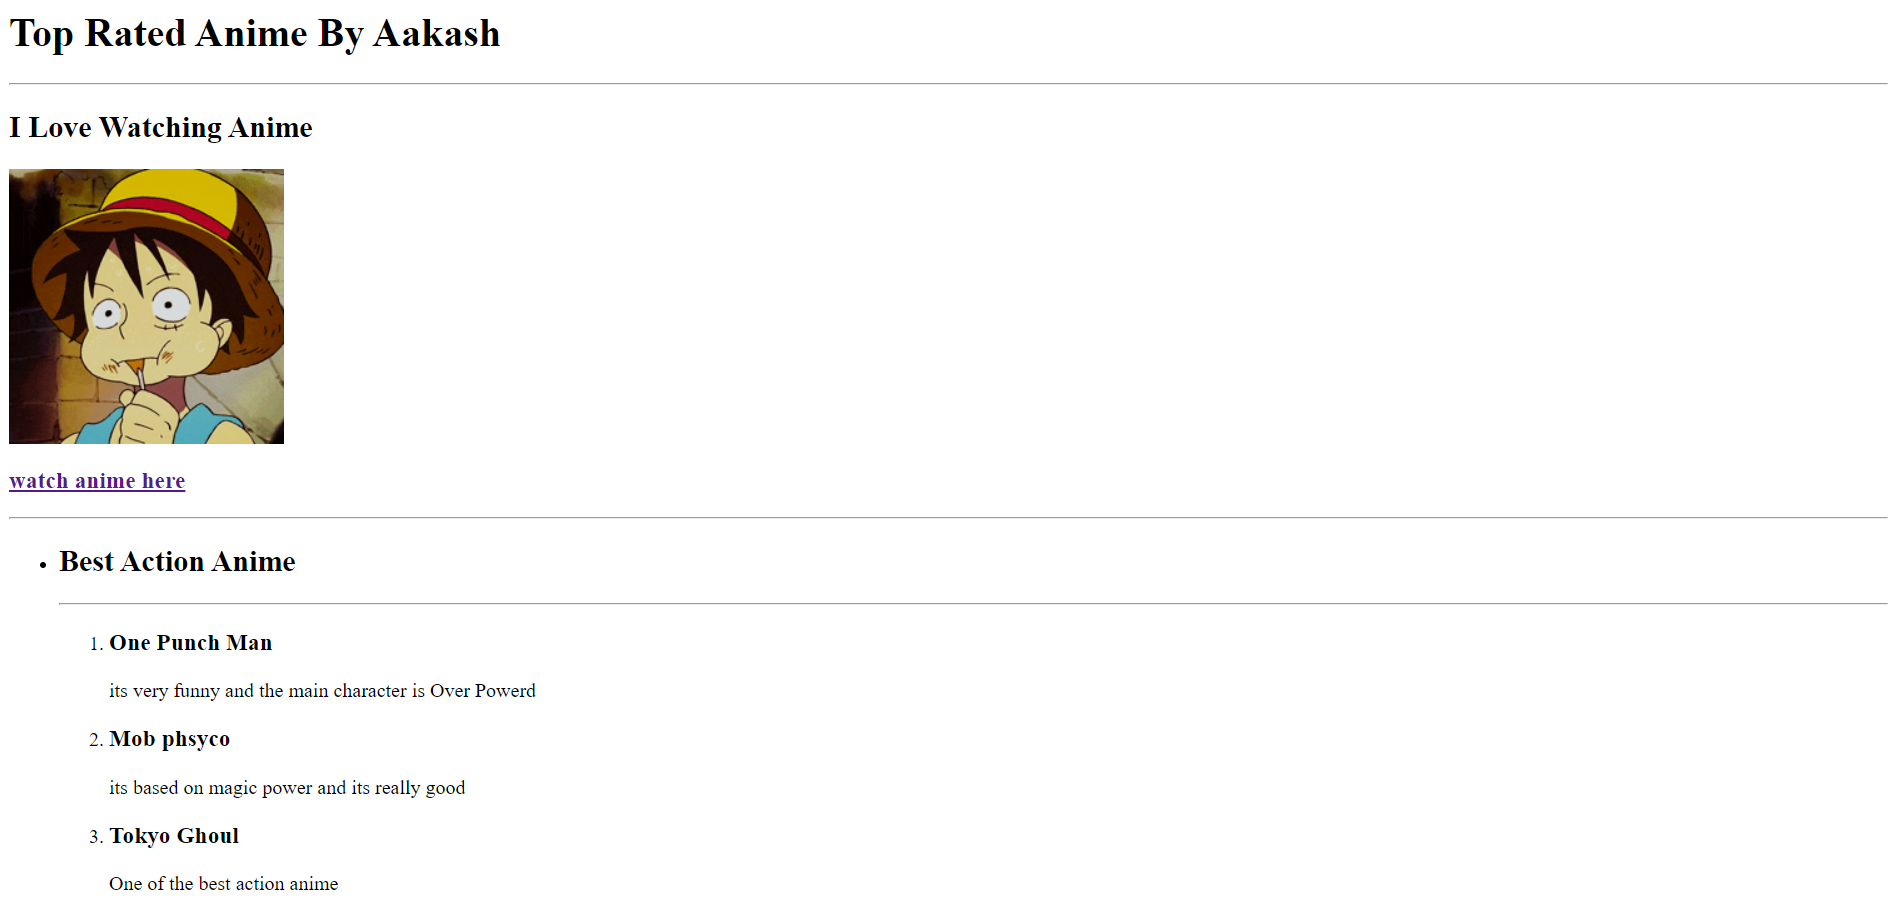 Top Rated Anime By Aakash
I Love Watching Anime
watch anime here
Best Action Anime
1. One Punch Man
its very funny and the main character is Over Powerd
2. Mob phsyco
its based on magic power and its really good
3. Tokyo Ghoul
One of the best action anime